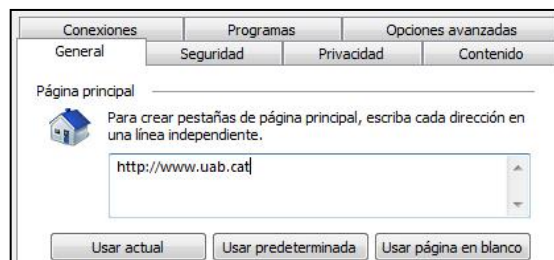 Conexiones Programas Opciones avanzadas
General Seguridad Privacidad Contenido
Página principal
Para crear pestañas de página principal, escriba cada dirección en
una línea independiente.
http://www.uab.cat
Usar actual Usar predeterminada Usar página en blanco